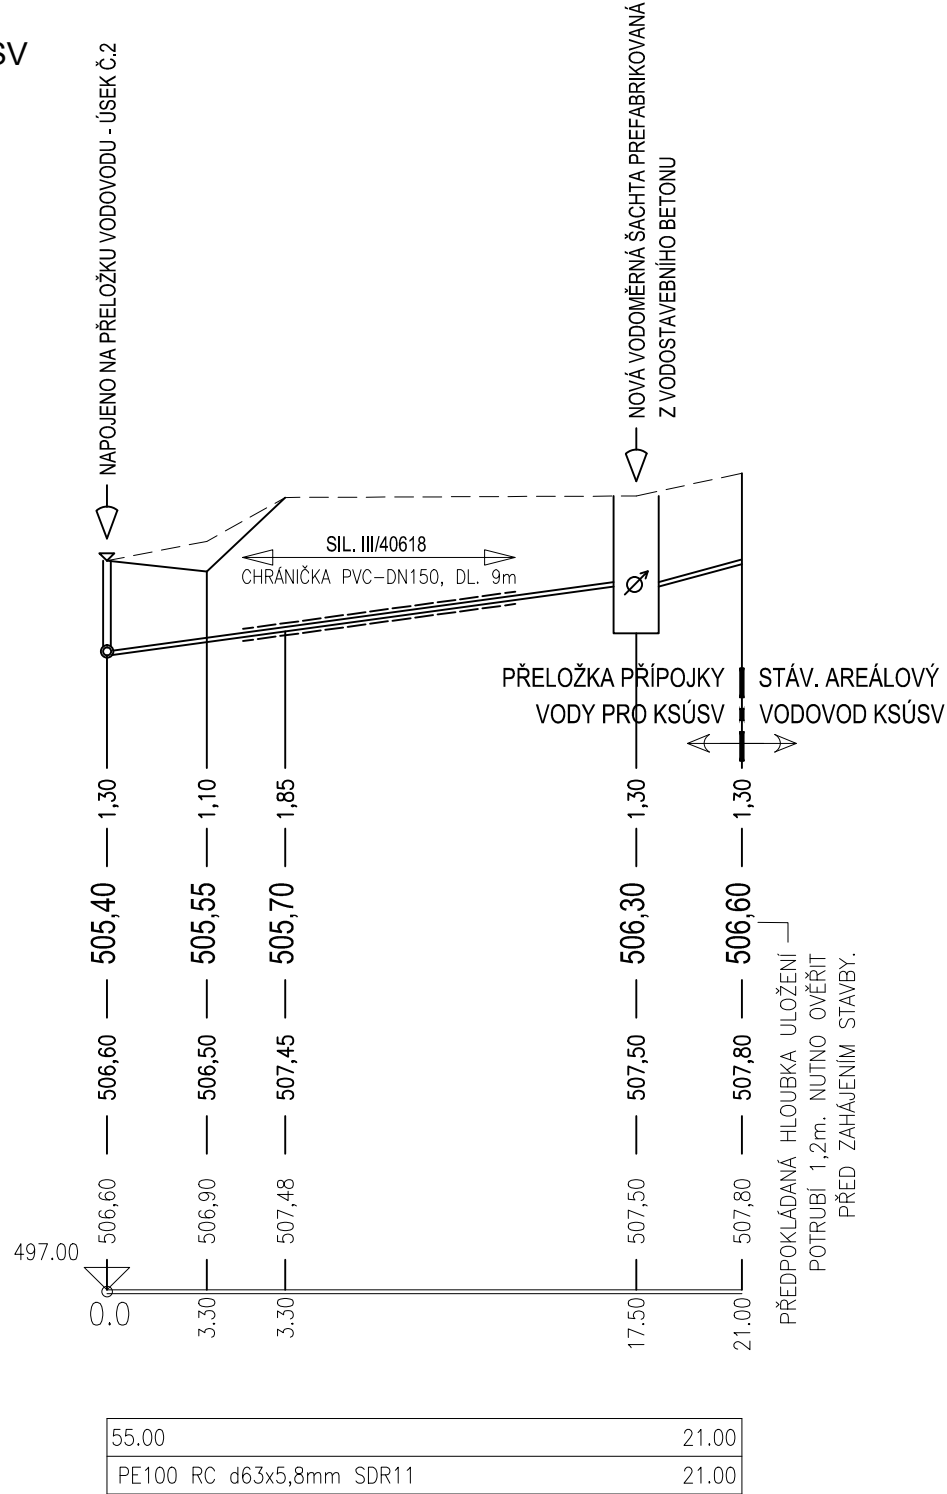 SV
NAPOJENO NA PŘELOŽKU VODOVODU - ÚSEK Č.2
NOVÁ VODOMĚRNÁ ŠACHTA PREFABRIKOVANÁ
Z VODOSTAVEBNÍHO BETONU
SIL. III/40618
CHRÁNIČKA PVC-DN150, DL. 9m
PŘELOŽKA PŘÍPOJKY
VODY PRO KSÚSV
STÁV. AREÁLOVÝ
VODOVOD KSÚSV
1,30 1,10 1,85 1,30 1,30
505,40 505,55 505,70 506,30 506,60
506,60 506,50 507,45 507,50 507,80
506,60 506,90 507,48 507,50 507,80
PŘEDPOKLÁDANÁ HLOUBKA ULOŽENÍ
POTRUBÍ 1,2m. NUTNO OVĚŘIT
PŘED ZAHÁJENÍM STAVBY.
497.00
0.0 3.30 3.30 17.50 21.00
55.00 21.00
PE100 RC d63x5,8mm SDR11 21.00